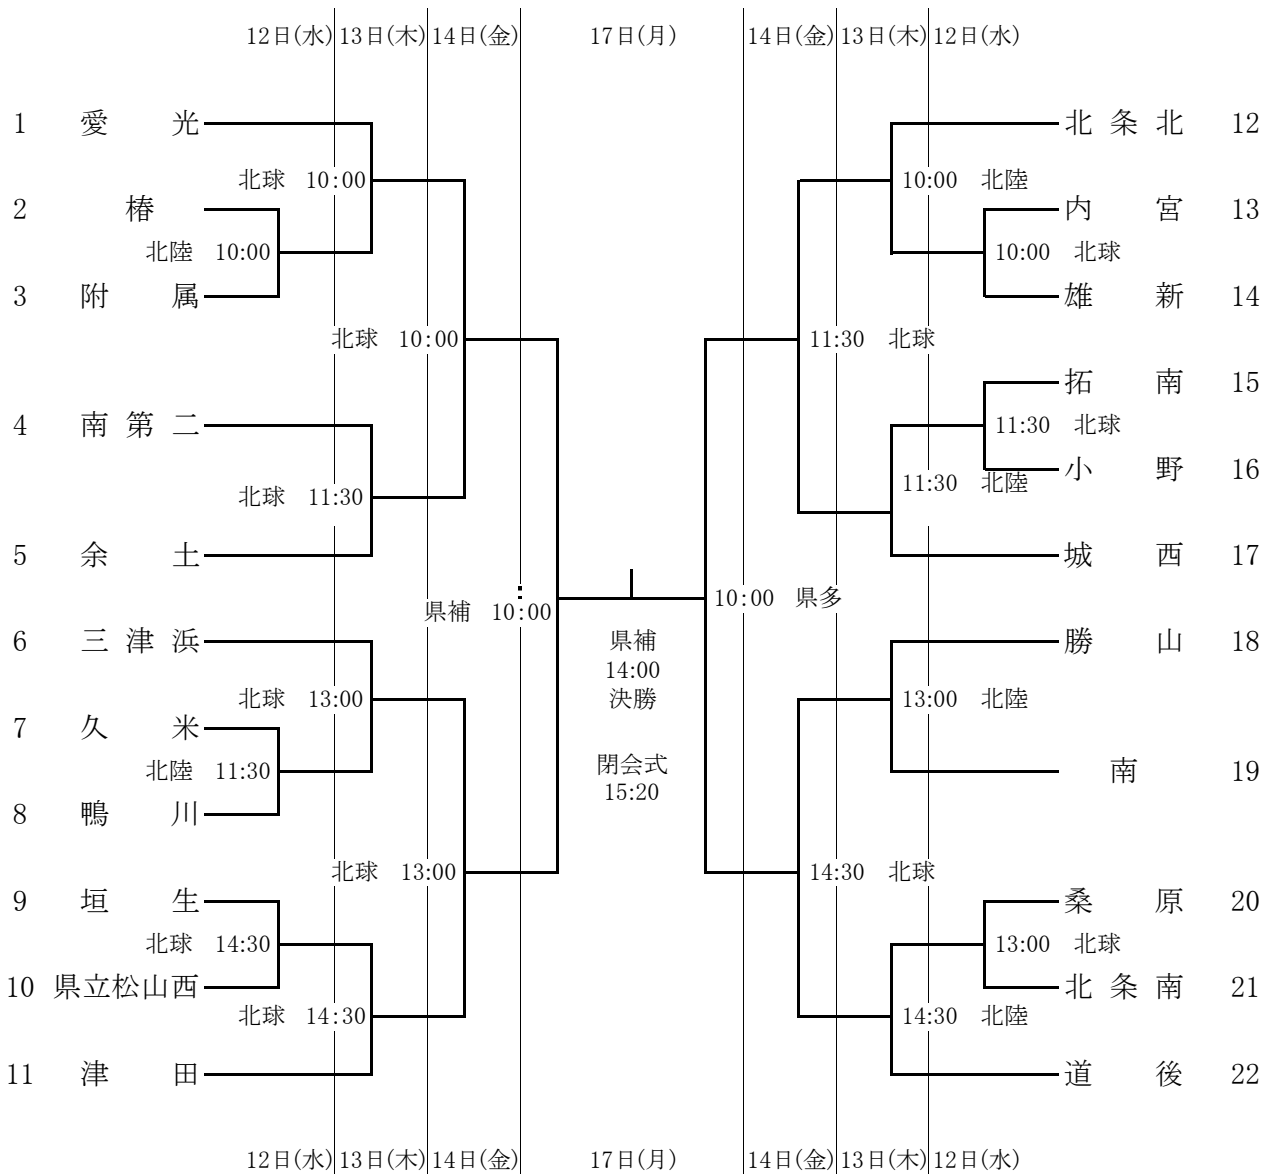 12日(水) 13日(木) 14日(金) 17日(月) 14日(金) 13日(木) 12日(水)
1 愛光 北条北 12
北球 10:00 10:00 北陸
2 椿 内宮 13
北陸 10:00 10:00 北球
3 附属 雄新 14
北球 10:00 11:30 北球
拓南 15
4 南第二 11:30 北球
小野 16
北球 11:30 11:30 北陸
5 余土 城西 17
県補 10:00 10:00 県多
6 三津浜 県補 勝山 18
14:00
北球 13:00 決勝 13:00 北陸
7 久米
北陸 11:30 閉会式 南 19
15:20
8 鴨川
北球 13:00 14:30 北球
9 垣生 桑原 20
北球 14:30 13:00 北球
10 県立松山西 北条南 21
北球 14:30 14:30 北陸
11 津田 道後 22
12日(水) 13日(木) 14日(金) 17日(月) 14日(金) 13日(木) 12日(水)